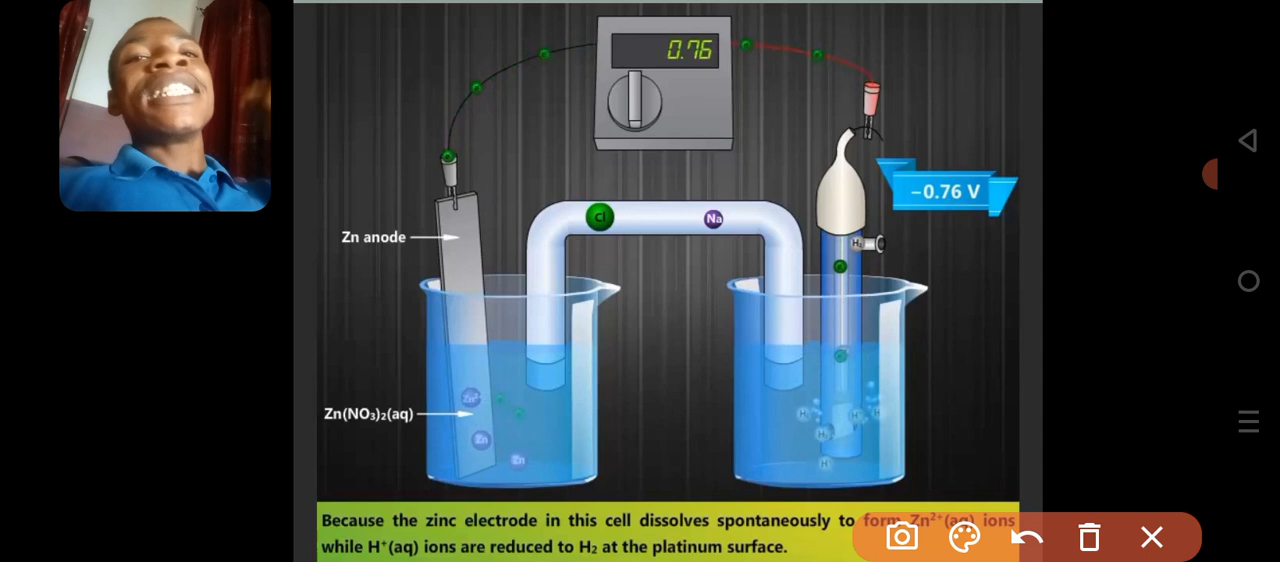 0.76
−0.76 V
Cl
Na
H₂
Zn anode
Zn(NO₃)₂(aq)
Zn²⁺
Zn
Zn
H
H
H
H₂
H
Because the zinc electrode in this cell dissolves spontaneously to form Zn²⁺(aq) ions
while H⁺(aq) ions are reduced to H₂ at the platinum surface.